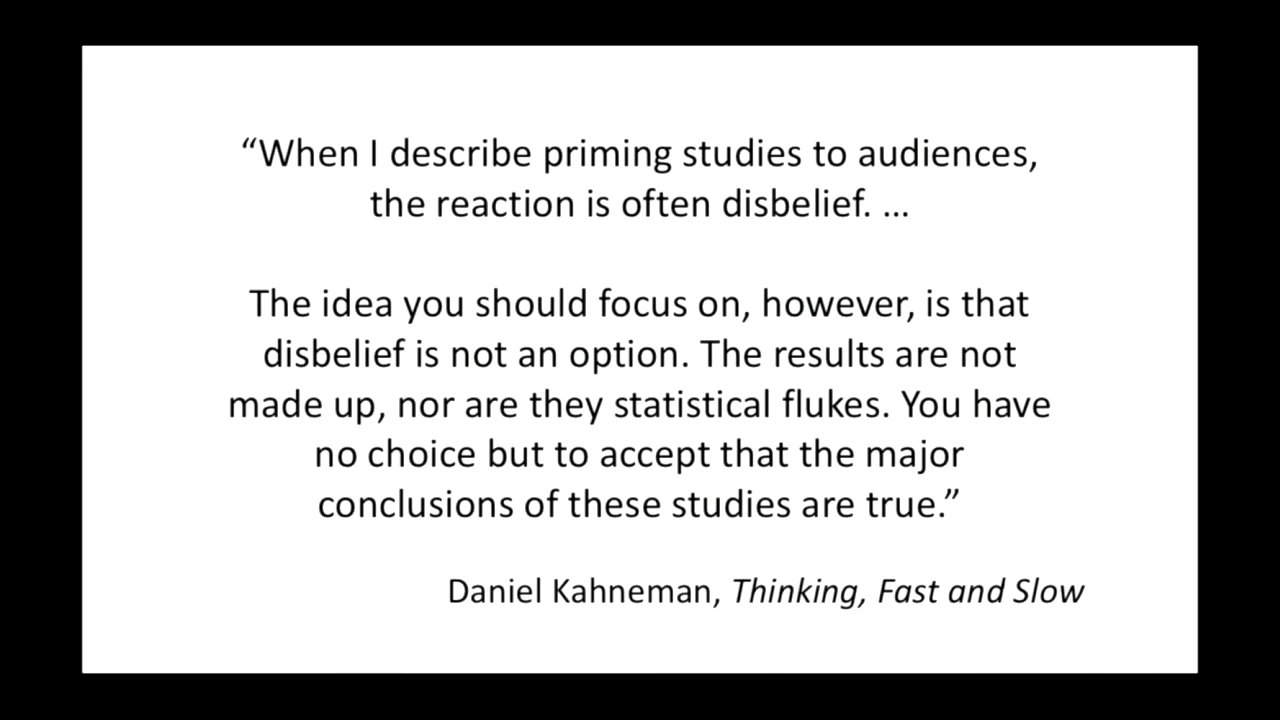 “When I describe priming studies to audiences,
the reaction is often disbelief. ...
The idea you should focus on, however, is that
disbelief is not an option. The results are not
made up, nor are they statistical flukes. You have
no choice but to accept that the major
conclusions of these studies are true.”
Daniel Kahneman, Thinking, Fast and Slow